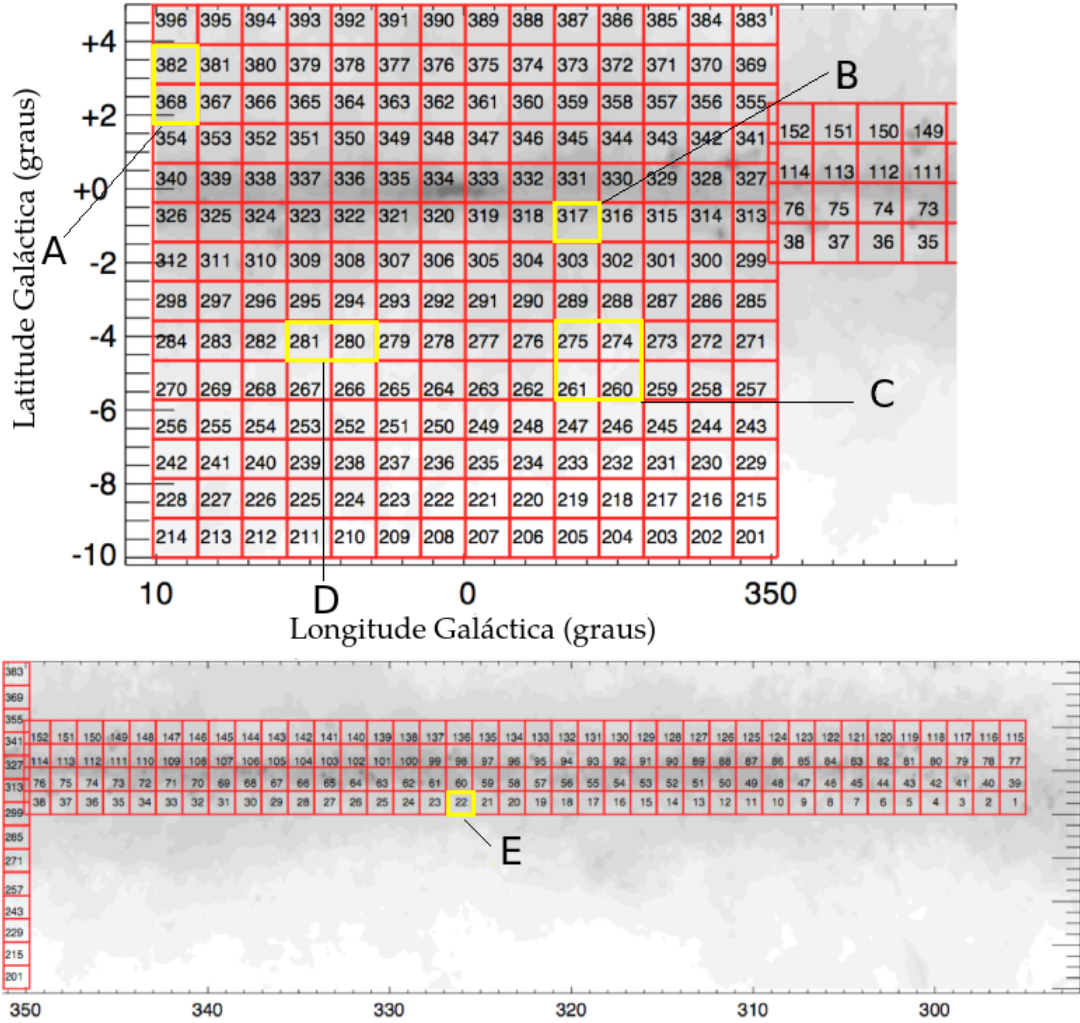 396 395 394 393 392 391 390 389 388 387 386 385 384 383
+4
382 381 380 379 378 377 376 375 374 373 372 371 370 369
B
368 367 366 365 364 363 362 361 360 359 358 357 356 355
+2
354 353 352 351 350 349 348 347 346 345 344 343 342 341
152 151 150 149
340 339 338 337 336 335 334 333 332 331 330 329 328 327
114 113 112 111
+0
326 325 324 323 322 321 320 319 318 317 316 315 314 313
76 75 74 73
A
312 311 310 309 308 307 306 305 304 303 302 301 300 299
38 37 36 35
-2
298 297 296 295 294 293 292 291 290 289 288 287 286 285
284 283 282 281 280 279 278 277 276 275 274 273 272 271
-4
270 269 268 267 266 265 264 263 262 261 260 259 258 257
C
-6
256 255 254 253 252 251 250 249 248 247 246 245 244 243
242 241 240 239 238 237 236 235 234 233 232 231 230 229
-8
228 227 226 225 224 223 222 221 220 219 218 217 216 215
214 213 212 211 210 209 208 207 206 205 204 203 202 201
-10
Latitude Galáctica (graus)
10 0 350
D
Longitude Galáctica (graus)
383
369
355
152 151 150 149 148 147 146 145 144 143 142 141 140 139 138 137 136 135 134 133 132 131 130 129 128 127 126 125 124 123 122 121 120 119 118 117 116 115
341
114 113 112 111 110 109 108 107 106 105 104 103 102 101 100 99 98 97 96 95 94 93 92 91 90 89 88 87 86 85 84 83 82 81 80 79 78 77
327
76 75 74 73 72 71 70 69 68 67 66 65 64 63 62 61 60 59 58 57 56 55 54 53 52 51 50 49 48 47 46 45 44 43 42 41 40 39
313
38 37 36 35 34 33 32 31 30 29 28 27 26 25 24 23 22 21 20 19 18 17 16 15 14 13 12 11 10 9 8 7 6 5 4 3 2 1
299
285
E
271
257
243
229
215
201
350 340 330 320 310 300